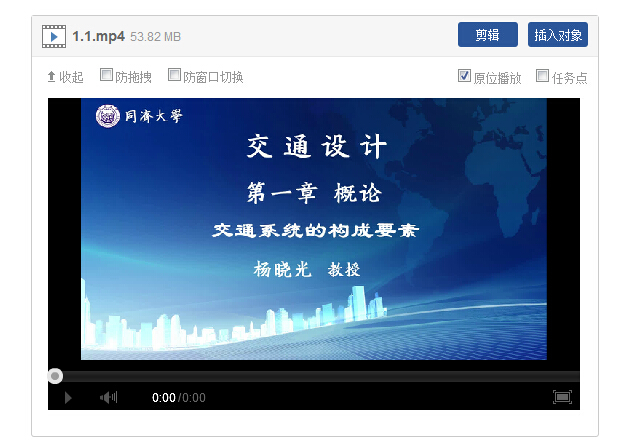 1.1.mp4 53.82 MB 剪辑 插入对象
收起 防拖拽 防窗口切换 原位播放 任务点
同济大学
交通设计
第一章 概论
交通系统的构成要素
杨晓光 教授
0:00/0:00